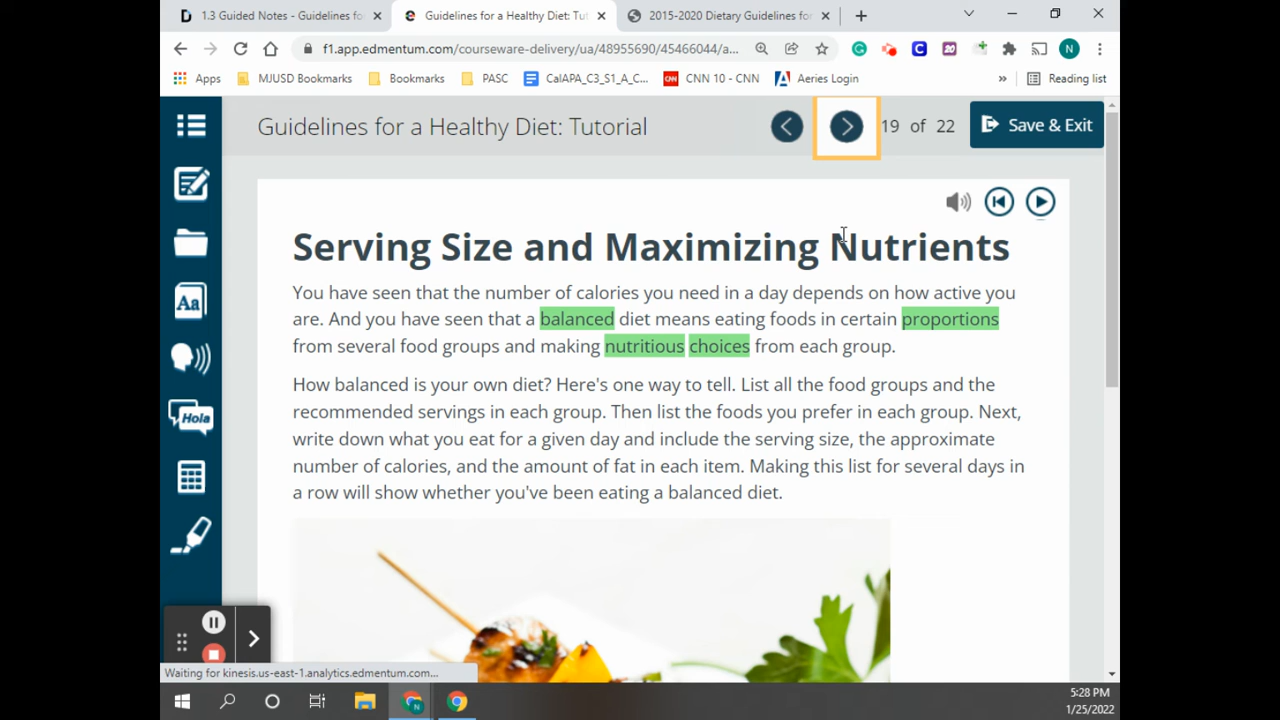 1.3 Guided Notes - Guidelines fo
Guidelines for a Healthy Diet: Tut
2015-2020 Dietary Guidelines for
f1.app.edmentum.com/courseware-delivery/ua/48955690/45466044/a...
C
20
N
Apps
MJUSD Bookmarks
Bookmarks
PASC
CalAPA_C3_S1_A_C...
CNN 10 - CNN
Aeries Login
»
Reading list
Guidelines for a Healthy Diet: Tutorial
19 of 22
Save & Exit
Aa
Hola
Serving Size and Maximizing Nutrients
You have seen that the number of calories you need in a day depends on how active you
are. And you have seen that a balanced diet means eating foods in certain proportions
from several food groups and making nutritious choices from each group.
How balanced is your own diet? Here's one way to tell. List all the food groups and the
recommended servings in each group. Then list the foods you prefer in each group. Next,
write down what you eat for a given day and include the serving size, the approximate
number of calories, and the amount of fat in each item. Making this list for several days in
a row will show whether you've been eating a balanced diet.
Waiting for kinesis.us-east-1.analytics.edmentum.com...
5:28 PM
1/25/2022